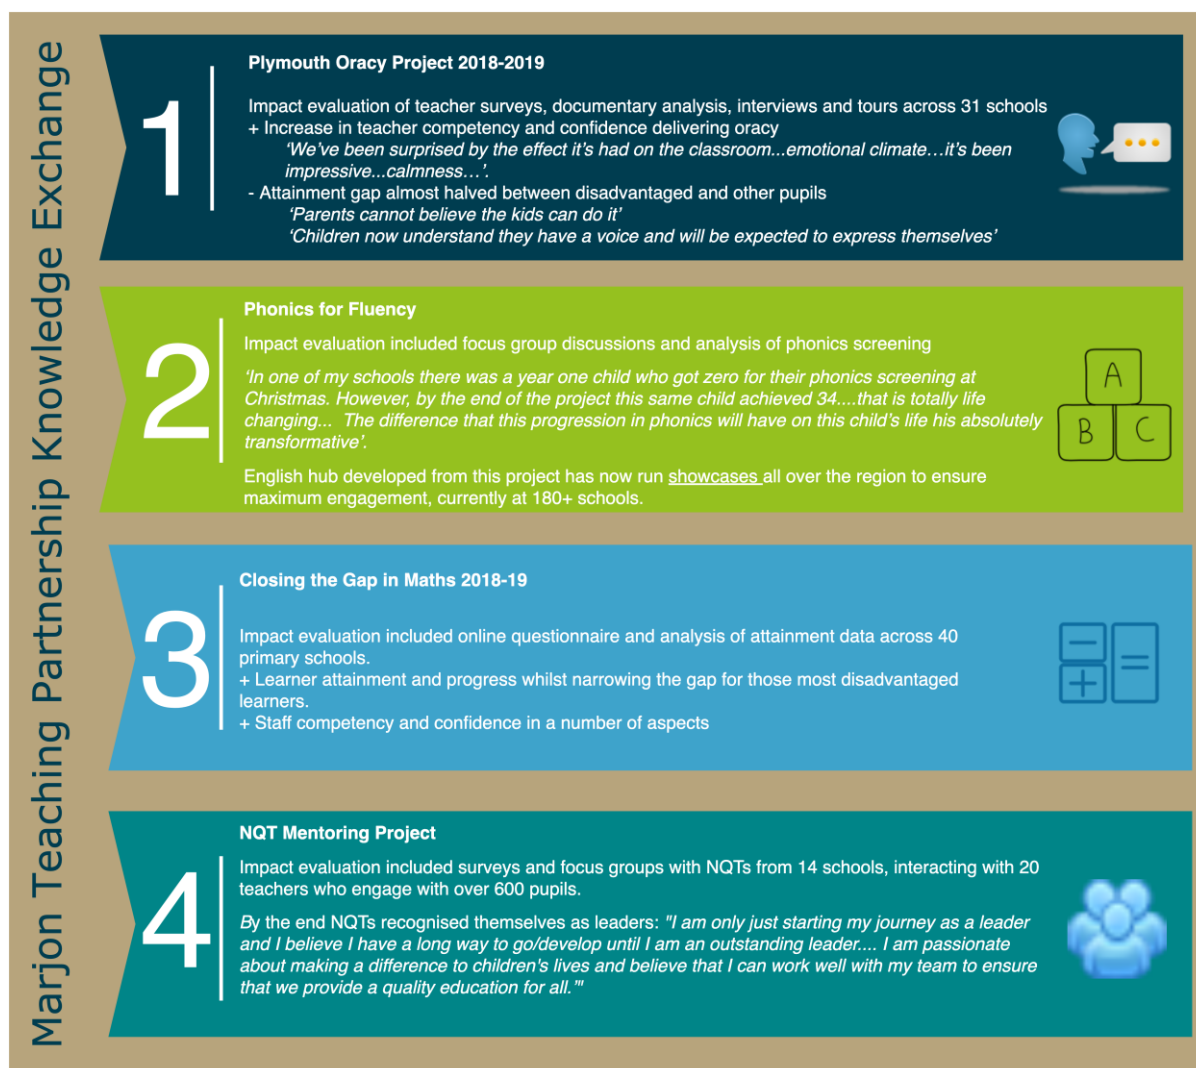 Marjon Teaching Partnership Knowledge Exchange
1
Plymouth Oracy Project 2018-2019
Impact evaluation of teacher surveys, documentary analysis, interviews and tours across 31 schools
+ Increase in teacher competency and confidence delivering oracy
‘We’ve been surprised by the effect it’s had on the classroom...emotional climate…it’s been
impressive...calmness…’.
- Attainment gap almost halved between disadvantaged and other pupils
‘Parents cannot believe the kids can do it’
‘Children now understand they have a voice and will be expected to express themselves’
2
Phonics for Fluency
Impact evaluation included focus group discussions and analysis of phonics screening
‘In one of my schools there was a year one child who got zero for their phonics screening at
Christmas. However, by the end of the project this same child achieved 34....that is totally life
changing... The difference that this progression in phonics will have on this child’s life his absolutely
transformative’.
English hub developed from this project has now run showcases all over the region to ensure
maximum engagement, currently at 180+ schools.
A
B C
3
Closing the Gap in Maths 2018-19
Impact evaluation included online questionnaire and analysis of attainment data across 40
primary schools.
+ Learner attainment and progress whilst narrowing the gap for those most disadvantaged
learners.
+ Staff competency and confidence in a number of aspects
4
NQT Mentoring Project
Impact evaluation included surveys and focus groups with NQTs from 14 schools, interacting with 20
teachers who engage with over 600 pupils.
By the end NQTs recognised themselves as leaders: "I am only just starting my journey as a leader
and I believe I have a long way to go/develop until I am an outstanding leader.... I am passionate
about making a difference to children's lives and believe that I can work well with my team to ensure
that we provide a quality education for all.'"